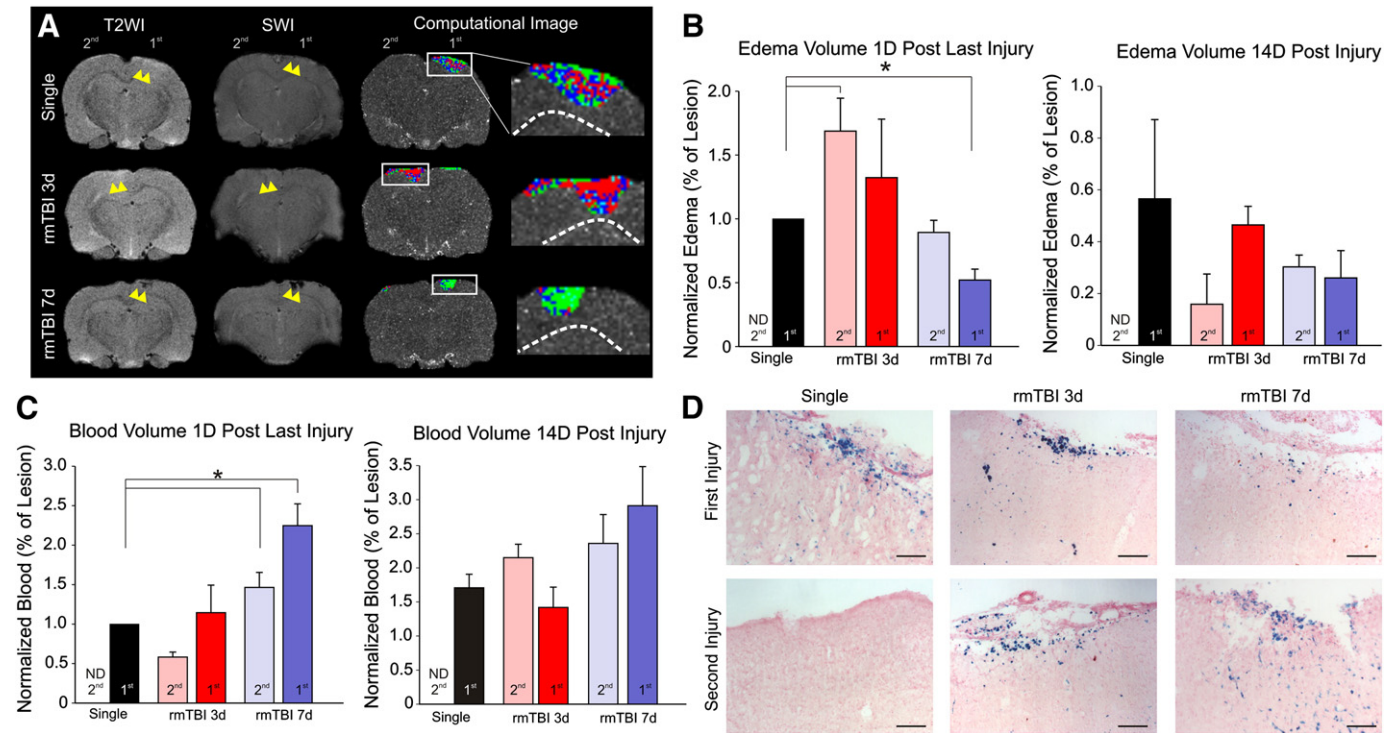 A
T2WI SWI Computational Image
2nd 1st 2nd 1st 2nd 1st
Single
rmTBI 3d
rmTBI 7d
B
Edema Volume 1D Post Last Injury
Normalized Edema (% of Lesion)
2.0
1.5
1.0
0.5
0
*
ND
2nd 1st 2nd 1st 2nd 1st
Single rmTBI 3d rmTBI 7d
Edema Volume 14D Post Injury
Normalized Edema (% of Lesion)
1.0
0.8
0.6
0.4
0.2
0
ND
2nd 1st 2nd 1st 2nd 1st
Single rmTBI 3d rmTBI 7d
C
Blood Volume 1D Post Last Injury
Normalized Blood (% of Lesion)
3.0
2.5
2.0
1.5
1.0
0.5
0
*
ND
2nd 1st 2nd 1st 2nd 1st
Single rmTBI 3d rmTBI 7d
Blood Volume 14D Post Injury
Normalized Blood (% of Lesion)
3.5
3.0
2.5
2.0
1.5
1.0
0.5
0
ND
2nd 1st 2nd 1st 2nd 1st
Single rmTBI 3d rmTBI 7d
D
Single rmTBI 3d rmTBI 7d
First Injury
Second Injury